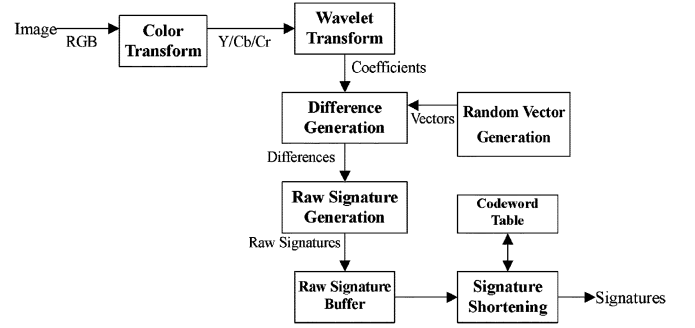 Image
RGB
Color
Transform
Y/Cb/Cr
Wavelet
Transform
Coefficients
Difference
Generation
Vectors
Random Vector
Generation
Differences
Raw Signature
Generation
Raw Signatures
Codeword
Table
Raw Signature
Buffer
Signature
Shortening
Signatures